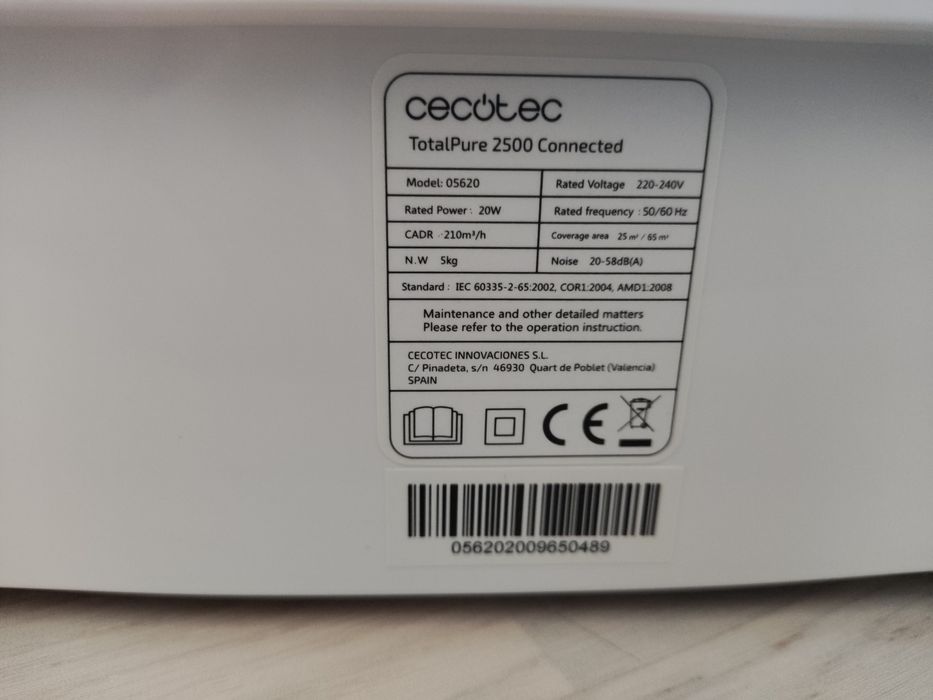 cecotec
TotalPure 2500 Connected
Model: 05620 Rated Voltage 220-240V
Rated Power : 20W Rated frequency : 50/60 Hz
CADR : 210m³/h Coverage area 25 m² / 65 m²
N.W 5kg Noise 20-58dB(A)
Standard : IEC 60335-2-65:2002, COR1:2004, AMD1:2008
Maintenance and other detailed matters
Please refer to the operation instruction.
CECOTEC INNOVACIONES S.L.
C/ Pinadeta, s/n 46930 Quart de Poblet (Valencia)
SPAIN
CE
056202009650489